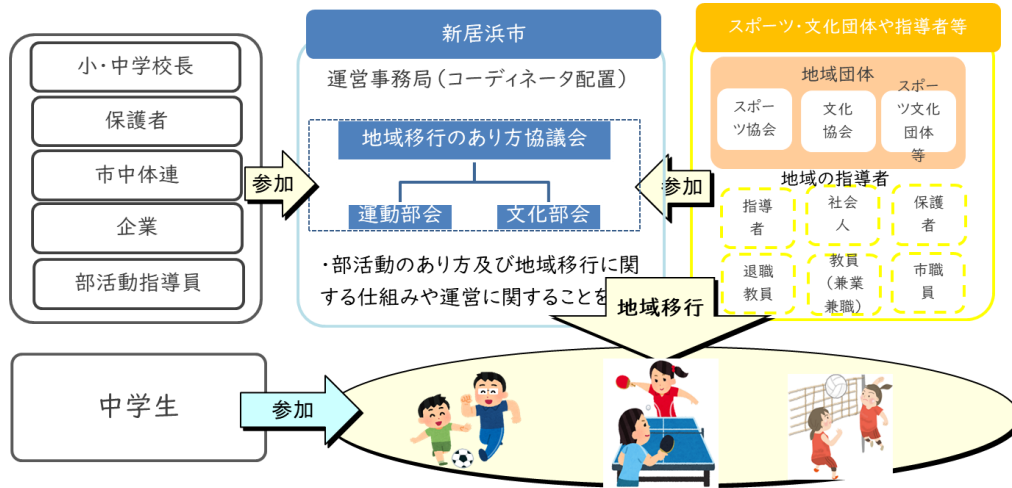 小・中学校長
保護者
市中体連
企業
部活動指導員
参加
新居浜市
運営事務局(コーディネータ配置)
地域移行のあり方協議会
運動部会
文化部会
・部活動のあり方及び地域移行に関
する仕組みや運営に関することを
参加
スポーツ・文化団体や指導者等
地域団体
スポー
ツ協会
文化
協会
スポー
ツ文化
団体
等
地域の指導者
指導
者
社会
人
保護
者
退職
教員
教員
(兼業
兼職)
市職
員
地域移行
中学生
参加